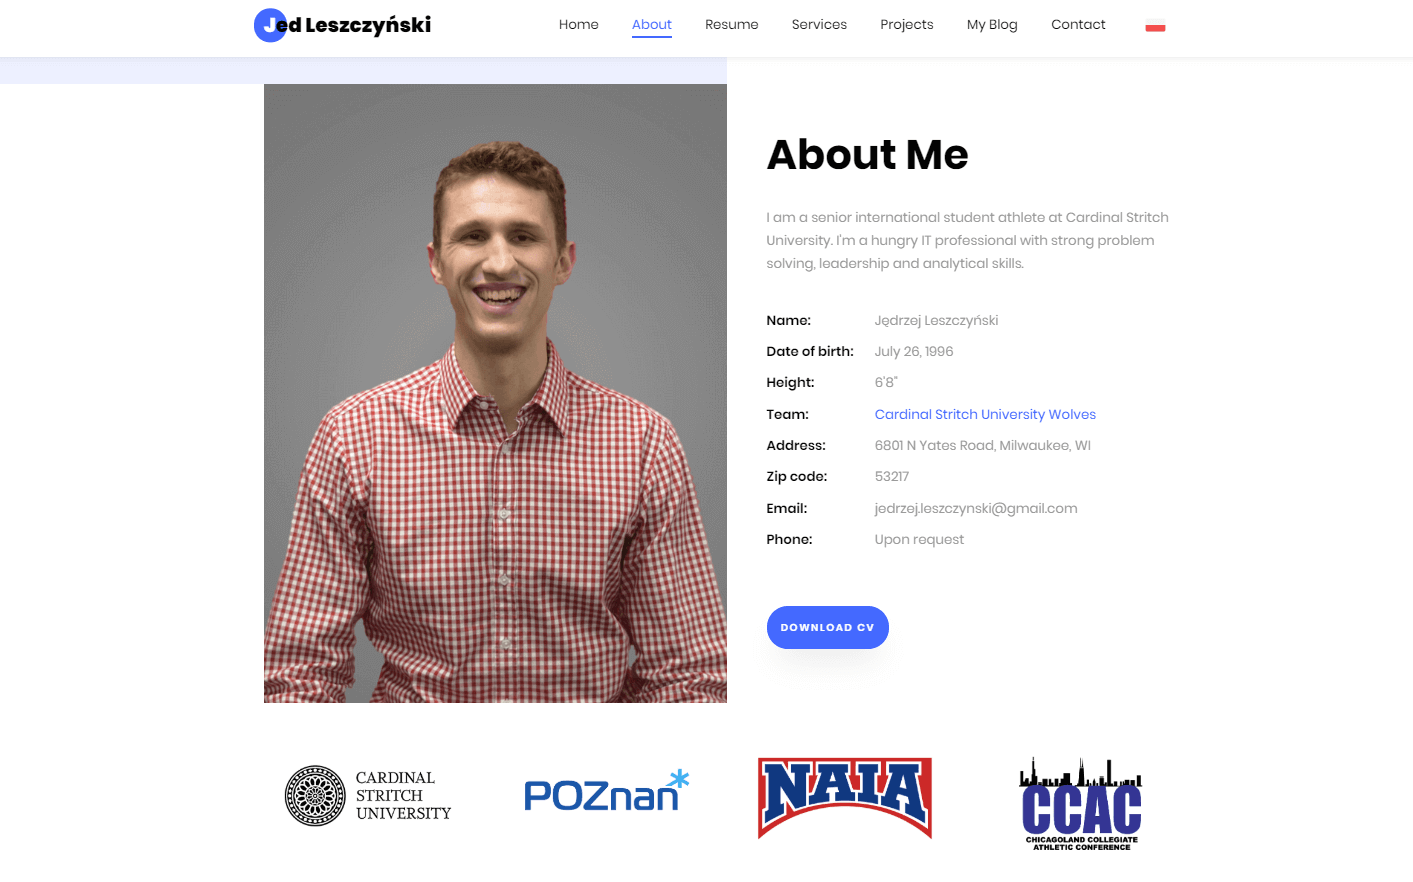 Jed Leszczyński
Home
About
Resume
Services
Projects
My Blog
Contact
About Me
I am a senior international student athlete at Cardinal Stritch
University. I'm a hungry IT professional with strong problem
solving, leadership and analytical skills.
Name: Jędrzej Leszczyński
Date of birth: July 26, 1996
Height: 6'8"
Team: Cardinal Stritch University Wolves
Address: 6801 N Yates Road, Milwaukee, WI
Zip code: 53217
Email: jedrzej.leszczynski@gmail.com
Phone: Upon request
DOWNLOAD CV
CARDINAL
STRITCH
UNIVERSITY
POZnan*
NAIA
CCAC
CHICAGOLAND COLLEGIATE
ATHLETIC CONFERENCE